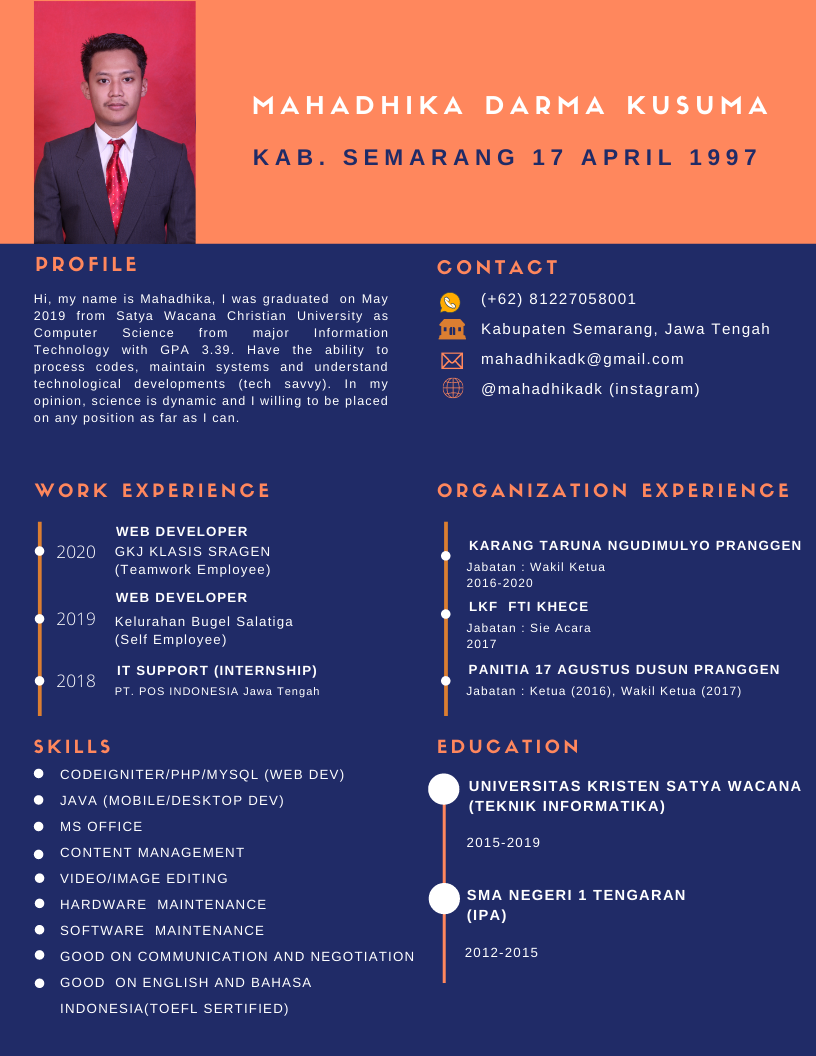 MAHADHIKA DARMA KUSUMA
KAB. SEMARANG 17 APRIL 1997
PROFILE
Hi, my name is Mahadhika, I was graduated on May
2019 from Satya Wacana Christian University as
Computer Science from major Information
Technology with GPA 3.39. Have the ability to
process codes, maintain systems and understand
technological developments (tech savvy). In my
opinion, science is dynamic and I willing to be placed
on any position as far as I can.
CONTACT
(+62) 81227058001
Kabupaten Semarang, Jawa Tengah
mahadhikadk@gmail.com
@mahadhikadk (instagram)
WORK EXPERIENCE
WEB DEVELOPER
2020 GKJ KLASIS SRAGEN
(Teamwork Employee)
WEB DEVELOPER
2019 Kelurahan Bugel Salatiga
(Self Employee)
IT SUPPORT (INTERNSHIP)
2018 PT. POS INDONESIA Jawa Tengah
ORGANIZATION EXPERIENCE
KARANG TARUNA NGUDIMULYO PRANGGEN
Jabatan : Wakil Ketua
2016-2020
LKF FTI KHECE
Jabatan : Sie Acara
2017
PANITIA 17 AGUSTUS DUSUN PRANGGEN
Jabatan : Ketua (2016), Wakil Ketua (2017)
SKILLS
CODEIGNITER/PHP/MYSQL (WEB DEV)
JAVA (MOBILE/DESKTOP DEV)
MS OFFICE
CONTENT MANAGEMENT
VIDEO/IMAGE EDITING
HARDWARE MAINTENANCE
SOFTWARE MAINTENANCE
GOOD ON COMMUNICATION AND NEGOTIATION
GOOD ON ENGLISH AND BAHASA
INDONESIA(TOEFL SERTIFIED)
EDUCATION
UNIVERSITAS KRISTEN SATYA WACANA
(TEKNIK INFORMATIKA)
2015-2019
SMA NEGERI 1 TENGARAN
(IPA)
2012-2015